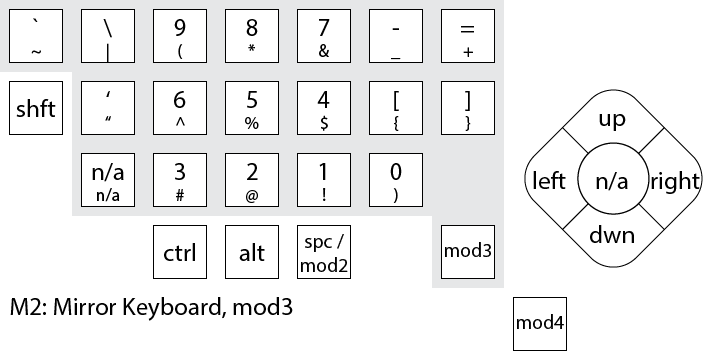 ` \ 9 8 7 - =
~ | ( * & _ +
shft ‘ 6 5 4 [ ]
“ ^ % $ { }
up
left n/a right
dwn
n/a 3 2 1 0
n/a # @ ! )
ctrl alt spc / mod3
mod2
M2: Mirror Keyboard, mod3
mod4